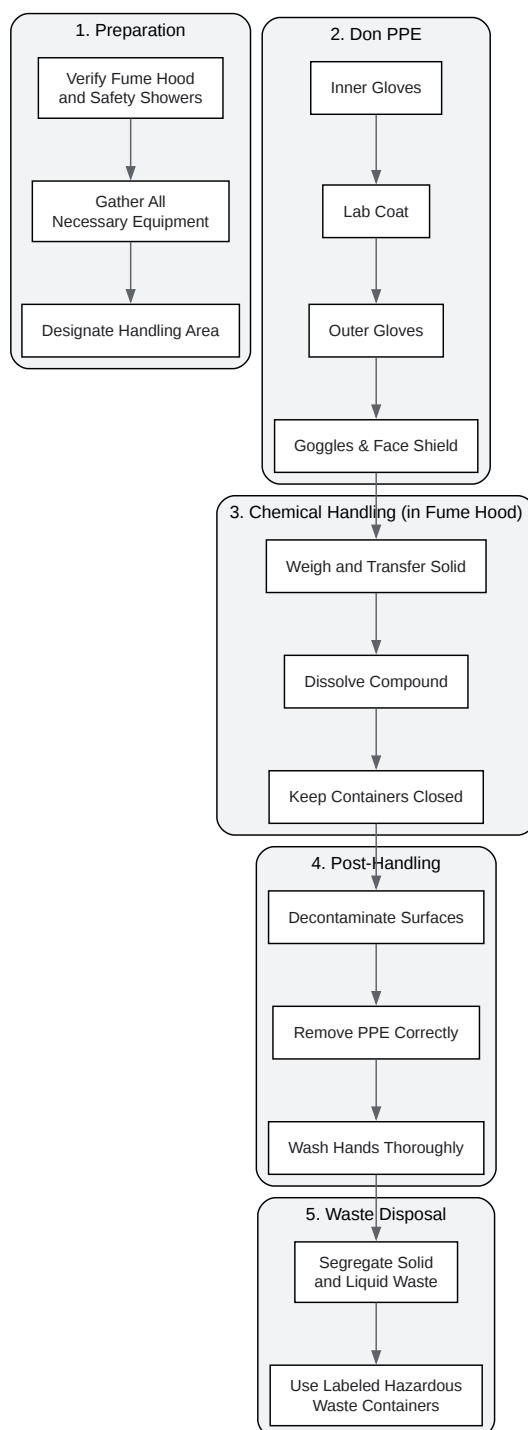 1. Preparation
Verify Fume Hood
and Safety Showers
Gather All
Necessary Equipment
Designate Handling Area
2. Don PPE
Inner Gloves
Lab Coat
Outer Gloves
Goggles & Face Shield
3. Chemical Handling (in Fume Hood)
Weigh and Transfer Solid
Dissolve Compound
Keep Containers Closed
4. Post-Handling
Decontaminate Surfaces
Remove PPE Correctly
Wash Hands Thoroughly
5. Waste Disposal
Segregate Solid
and Liquid Waste
Use Labeled Hazardous
Waste Containers